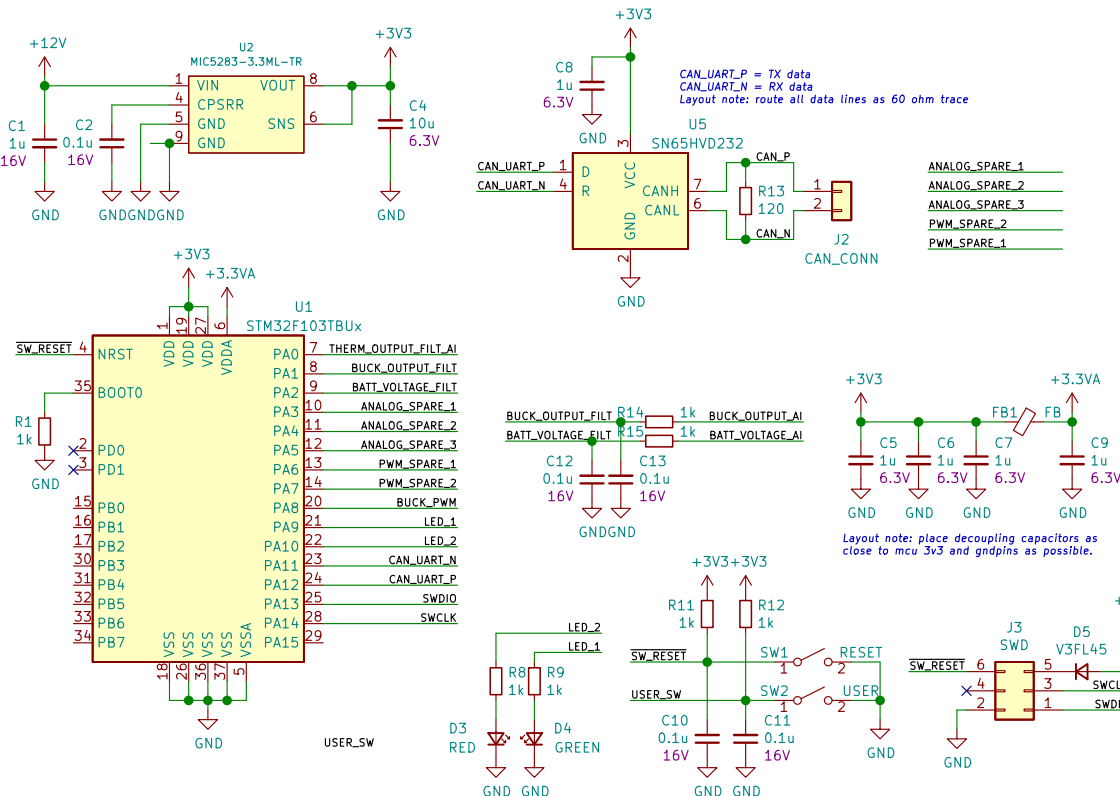 +12V
U2
MIC5283-3.3ML-TR
+3V3
1 VIN
VOUT 8
4 CPSRR
5 GND
SNS 6
9 GND
C1
1u
16V
C2
0.1u
16V
C4
10u
6.3V
GND
GND
GND
GND
GND
+3V3
C8
1u
6.3V
GND
CAN_UART_P = TX data
CAN_UART_N = RX data
Layout note: route all data lines as 60 ohm trace
U5
SN65HVD232
3
VCC
CAN_UART_P 1 D
CAN_UART_N 4 R
CANH 7
CANL 6
GND
2
GND
CAN_P
R13
120
CAN_N
1
2
J2
CAN_CONN
ANALOG_SPARE_1
ANALOG_SPARE_2
ANALOG_SPARE_3
PWM_SPARE_2
PWM_SPARE_1
+3V3
+3.3VA
U1
STM32F103TBUx
1 VDD
19 VDD
27 VDD
6 VDDA
SW_RESET 4 NRST
35 BOOT0
R1
1k
GND
2 PD0
3 PD1
15 PB0
16 PB1
17 PB2
30 PB3
31 PB4
32 PB5
33 PB6
34 PB7
PA0 7 THERM_OUTPUT_FILT_AI
PA1 8 BUCK_OUTPUT_FILT
PA2 9 BATT_VOLTAGE_FILT
PA3 10 ANALOG_SPARE_1
PA4 11 ANALOG_SPARE_2
PA5 12 ANALOG_SPARE_3
PA6 13 PWM_SPARE_1
PA7 14 PWM_SPARE_2
PA8 20 BUCK_PWM
PA9 21 LED_1
PA10 22 LED_2
PA11 23 CAN_UART_N
PA12 24 CAN_UART_P
PA13 25 SWDIO
PA14 28 SWCLK
PA15 29
VSS 18
VSS 26
VSS 36
VSS 37
VSSA 5
GND
USER_SW
BUCK_OUTPUT_FILT R14 1k BUCK_OUTPUT_AI
BATT_VOLTAGE_FILT R15 1k BATT_VOLTAGE_AI
C12
0.1u
16V
C13
0.1u
16V
GND
GND
+3V3
FB1 FB
+3.3VA
C5
1u
6.3V
C6
1u
6.3V
C7
1u
6.3V
C9
1u
6.3V
GND
GND
GND
GND
Layout note: place decoupling capacitors as
close to mcu 3v3 and gndpins as possible.
LED_2
LED_1
R8
1k
R9
1k
D3
RED
D4
GREEN
GND
GND
+3V3
+3V3
R11
1k
R12
1k
SW_RESET
SW1
1
RESET
2
USER_SW
SW2
1
USER
2
C10
0.1u
16V
C11
0.1u
16V
GND
GND
GND
J3
SWD
D5
V3FL45
SW_RESET 6
5
4
3 SWCL
2
1 SWD
GND